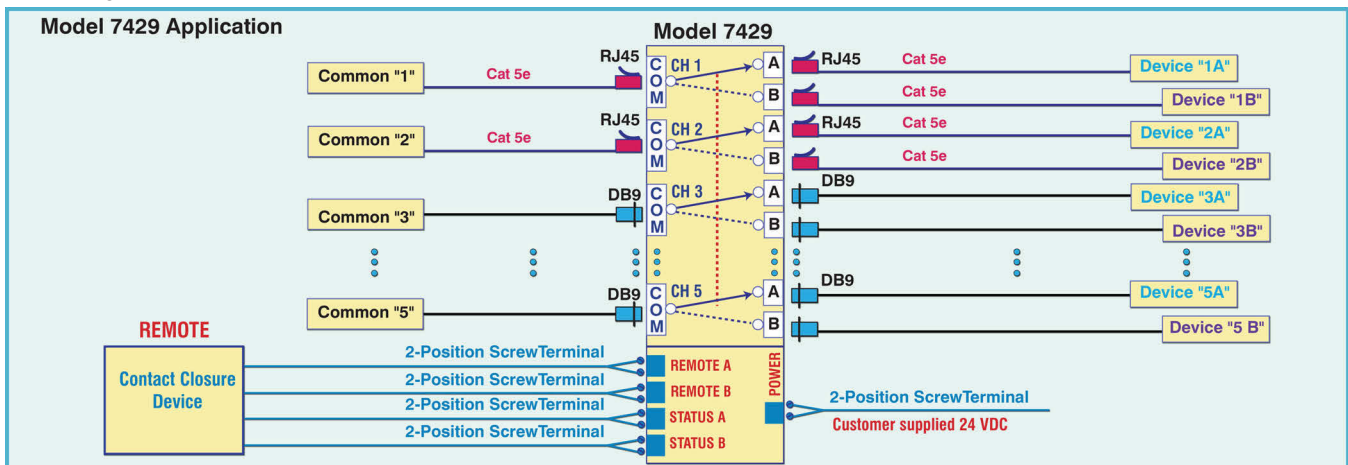 Model 7429 Application
Model 7429
Common "1"
Cat 5e
RJ45
COM
CH 1
A
B
RJ45
Cat 5e
Device "1A"
Cat 5e
Device "1B"
Common "2"
Cat 5e
RJ45
COM
CH 2
A
B
RJ45
Cat 5e
Device "2A"
Cat 5e
Device "2B"
Common "3"
DB9
COM
CH 3
A
B
DB9
Device "3A"
Device "3B"
Common "5"
DB9
COM
CH 5
A
B
DB9
Device "5A"
Device "5 B"
REMOTE
Contact Closure
Device
2-Position ScrewTerminal
2-Position ScrewTerminal
2-Position ScrewTerminal
2-Position ScrewTerminal
REMOTE A
REMOTE B
STATUS A
STATUS B
POWER
2-Position ScrewTerminal
Customer supplied 24 VDC